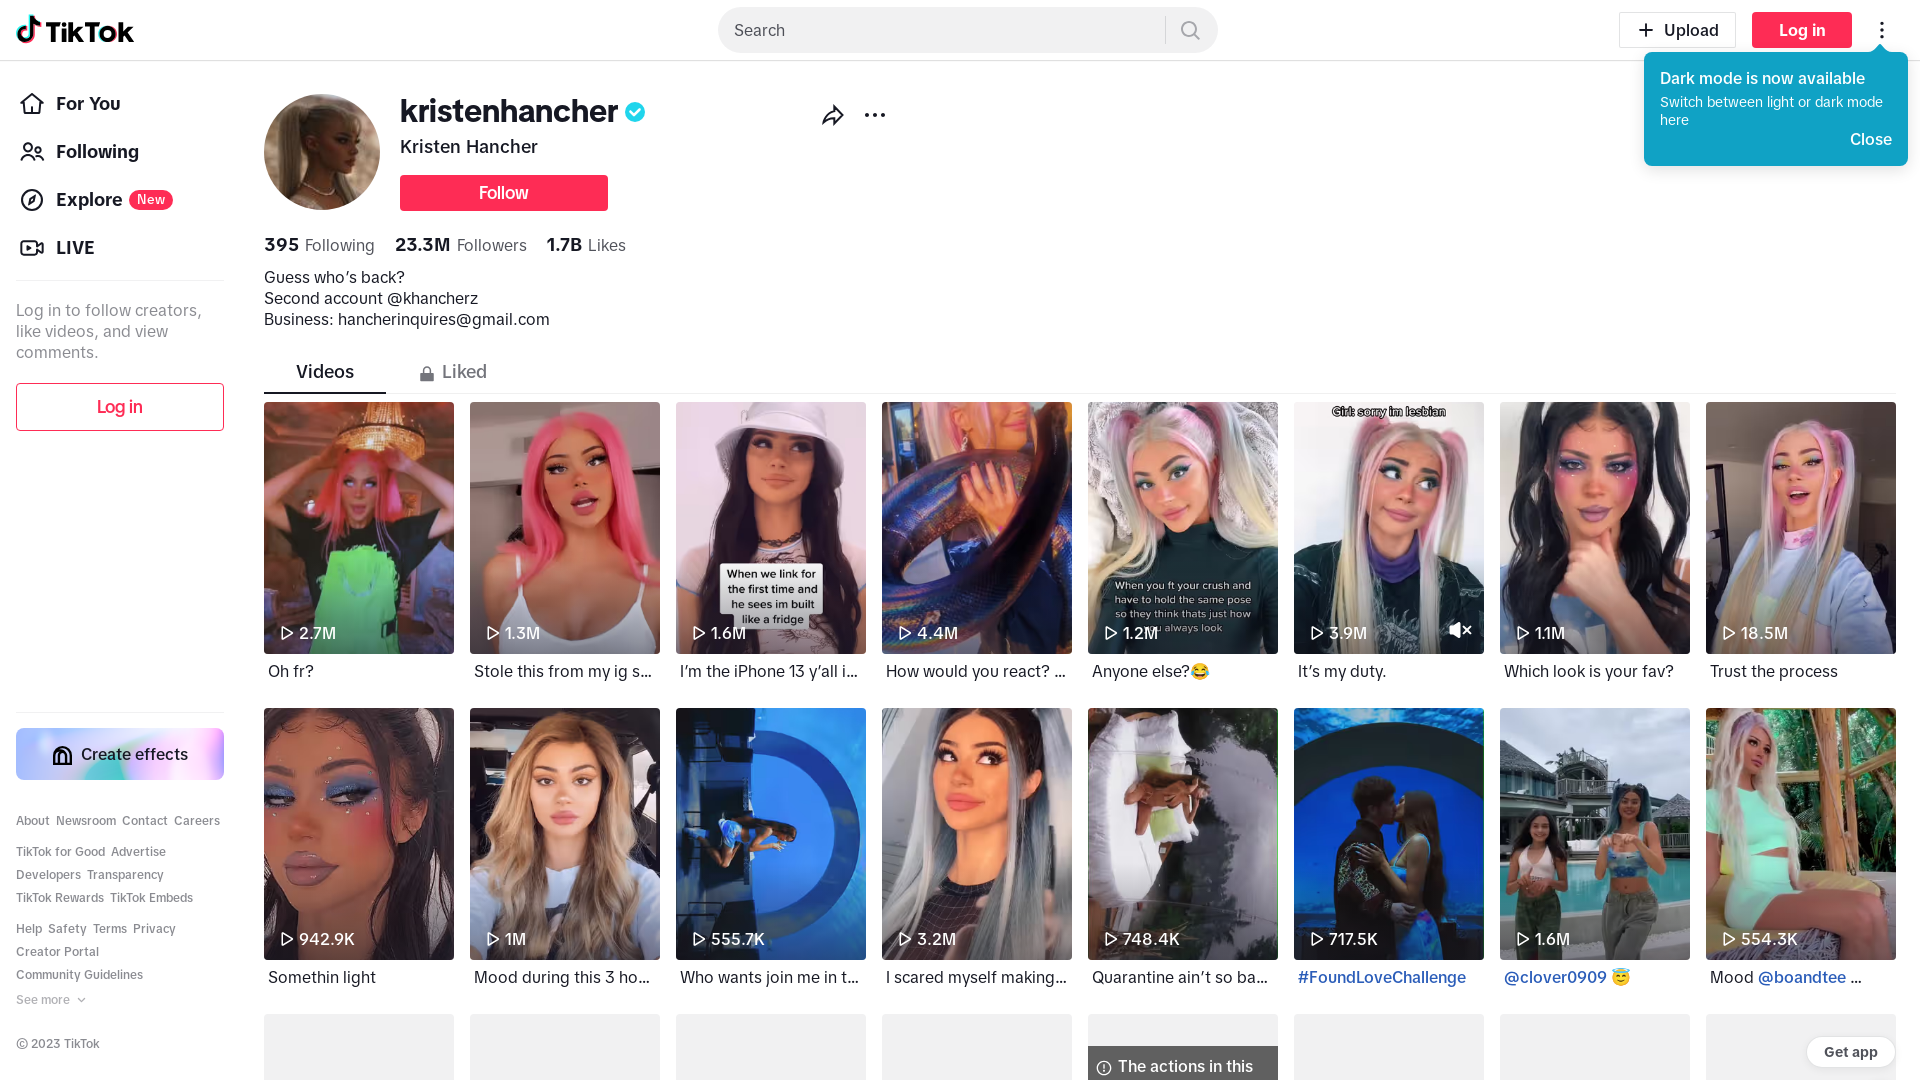 TikTok
Search
Upload
Log in
Dark mode is now available
Switch between light or dark mode
here
Close
For You
Following
Explore New
LIVE
Log in to follow creators,
like videos, and view
comments.
Log in
Create effects
About Newsroom Contact Careers
TikTok for Good Advertise
Developers Transparency
TikTok Rewards TikTok Embeds
Help Safety Terms Privacy
Creator Portal
Community Guidelines
See more
© 2023 TikTok
kristenhancher
Kristen Hancher
Follow
395 Following 23.3M Followers 1.7B Likes
Guess who’s back?
Second account @khancherz
Business: hancherinquires@gmail.com
Videos
Liked
2.7M
Oh fr?
1.3M
Stole this from my ig s...
When we link for
the first time and
he sees im built
like a fridge
1.6M
I’m the iPhone 13 y’all i...
4.4M
How would you react? ...
When you ft your crush and
have to hold the same pose
so they think thats just how
you always look
1.2M
Anyone else?😂
Girl: sorry im lesbian
3.9M
It’s my duty.
1.1M
Which look is your fav?
18.5M
Trust the process
942.9K
Somethin light
1M
Mood during this 3 ho...
555.7K
Who wants join me in t...
3.2M
I scared myself making...
748.4K
Quarantine ain’t so ba...
717.5K
#FoundLoveChallenge
1.6M
@clover0909 😇
554.3K
Mood @boandtee ...
The actions in this
Get app